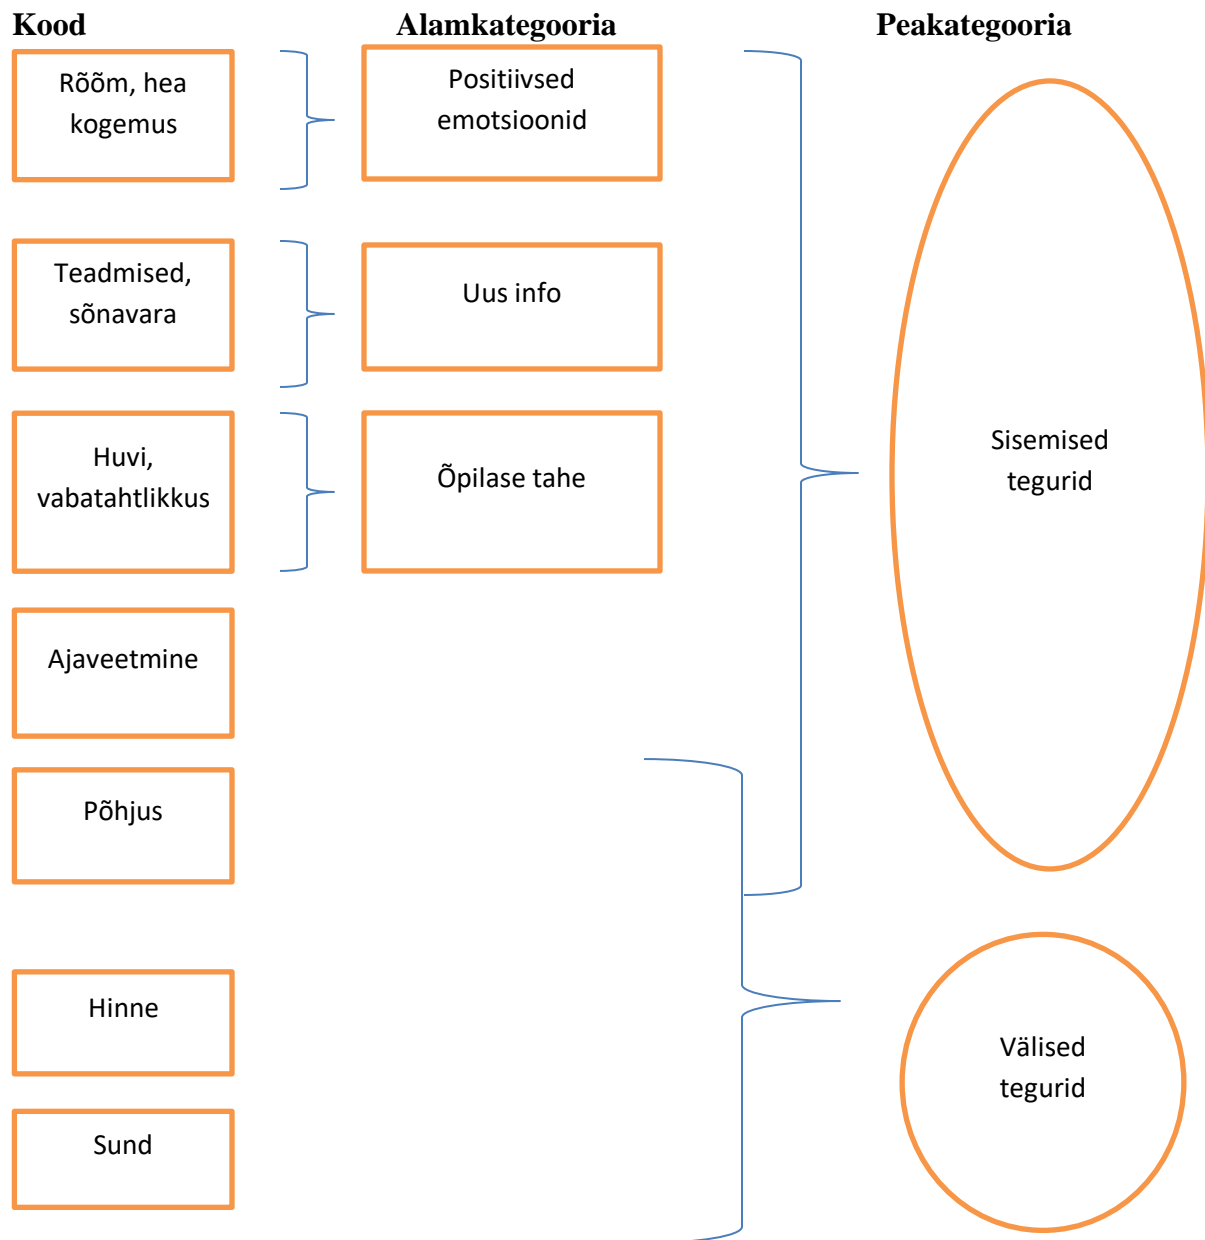 Kood Alamkategooria Peakategooria
Rõõm, hea
kogemus
Positiivsed
emotsioonid
Teadmised,
sõnavara
Uus info
Huvi,
vabatahtlikkus
Õpilase tahe
Sisemised
tegurid
Ajaveetmine
Põhjus
Hinne
Välised
tegurid
Sund